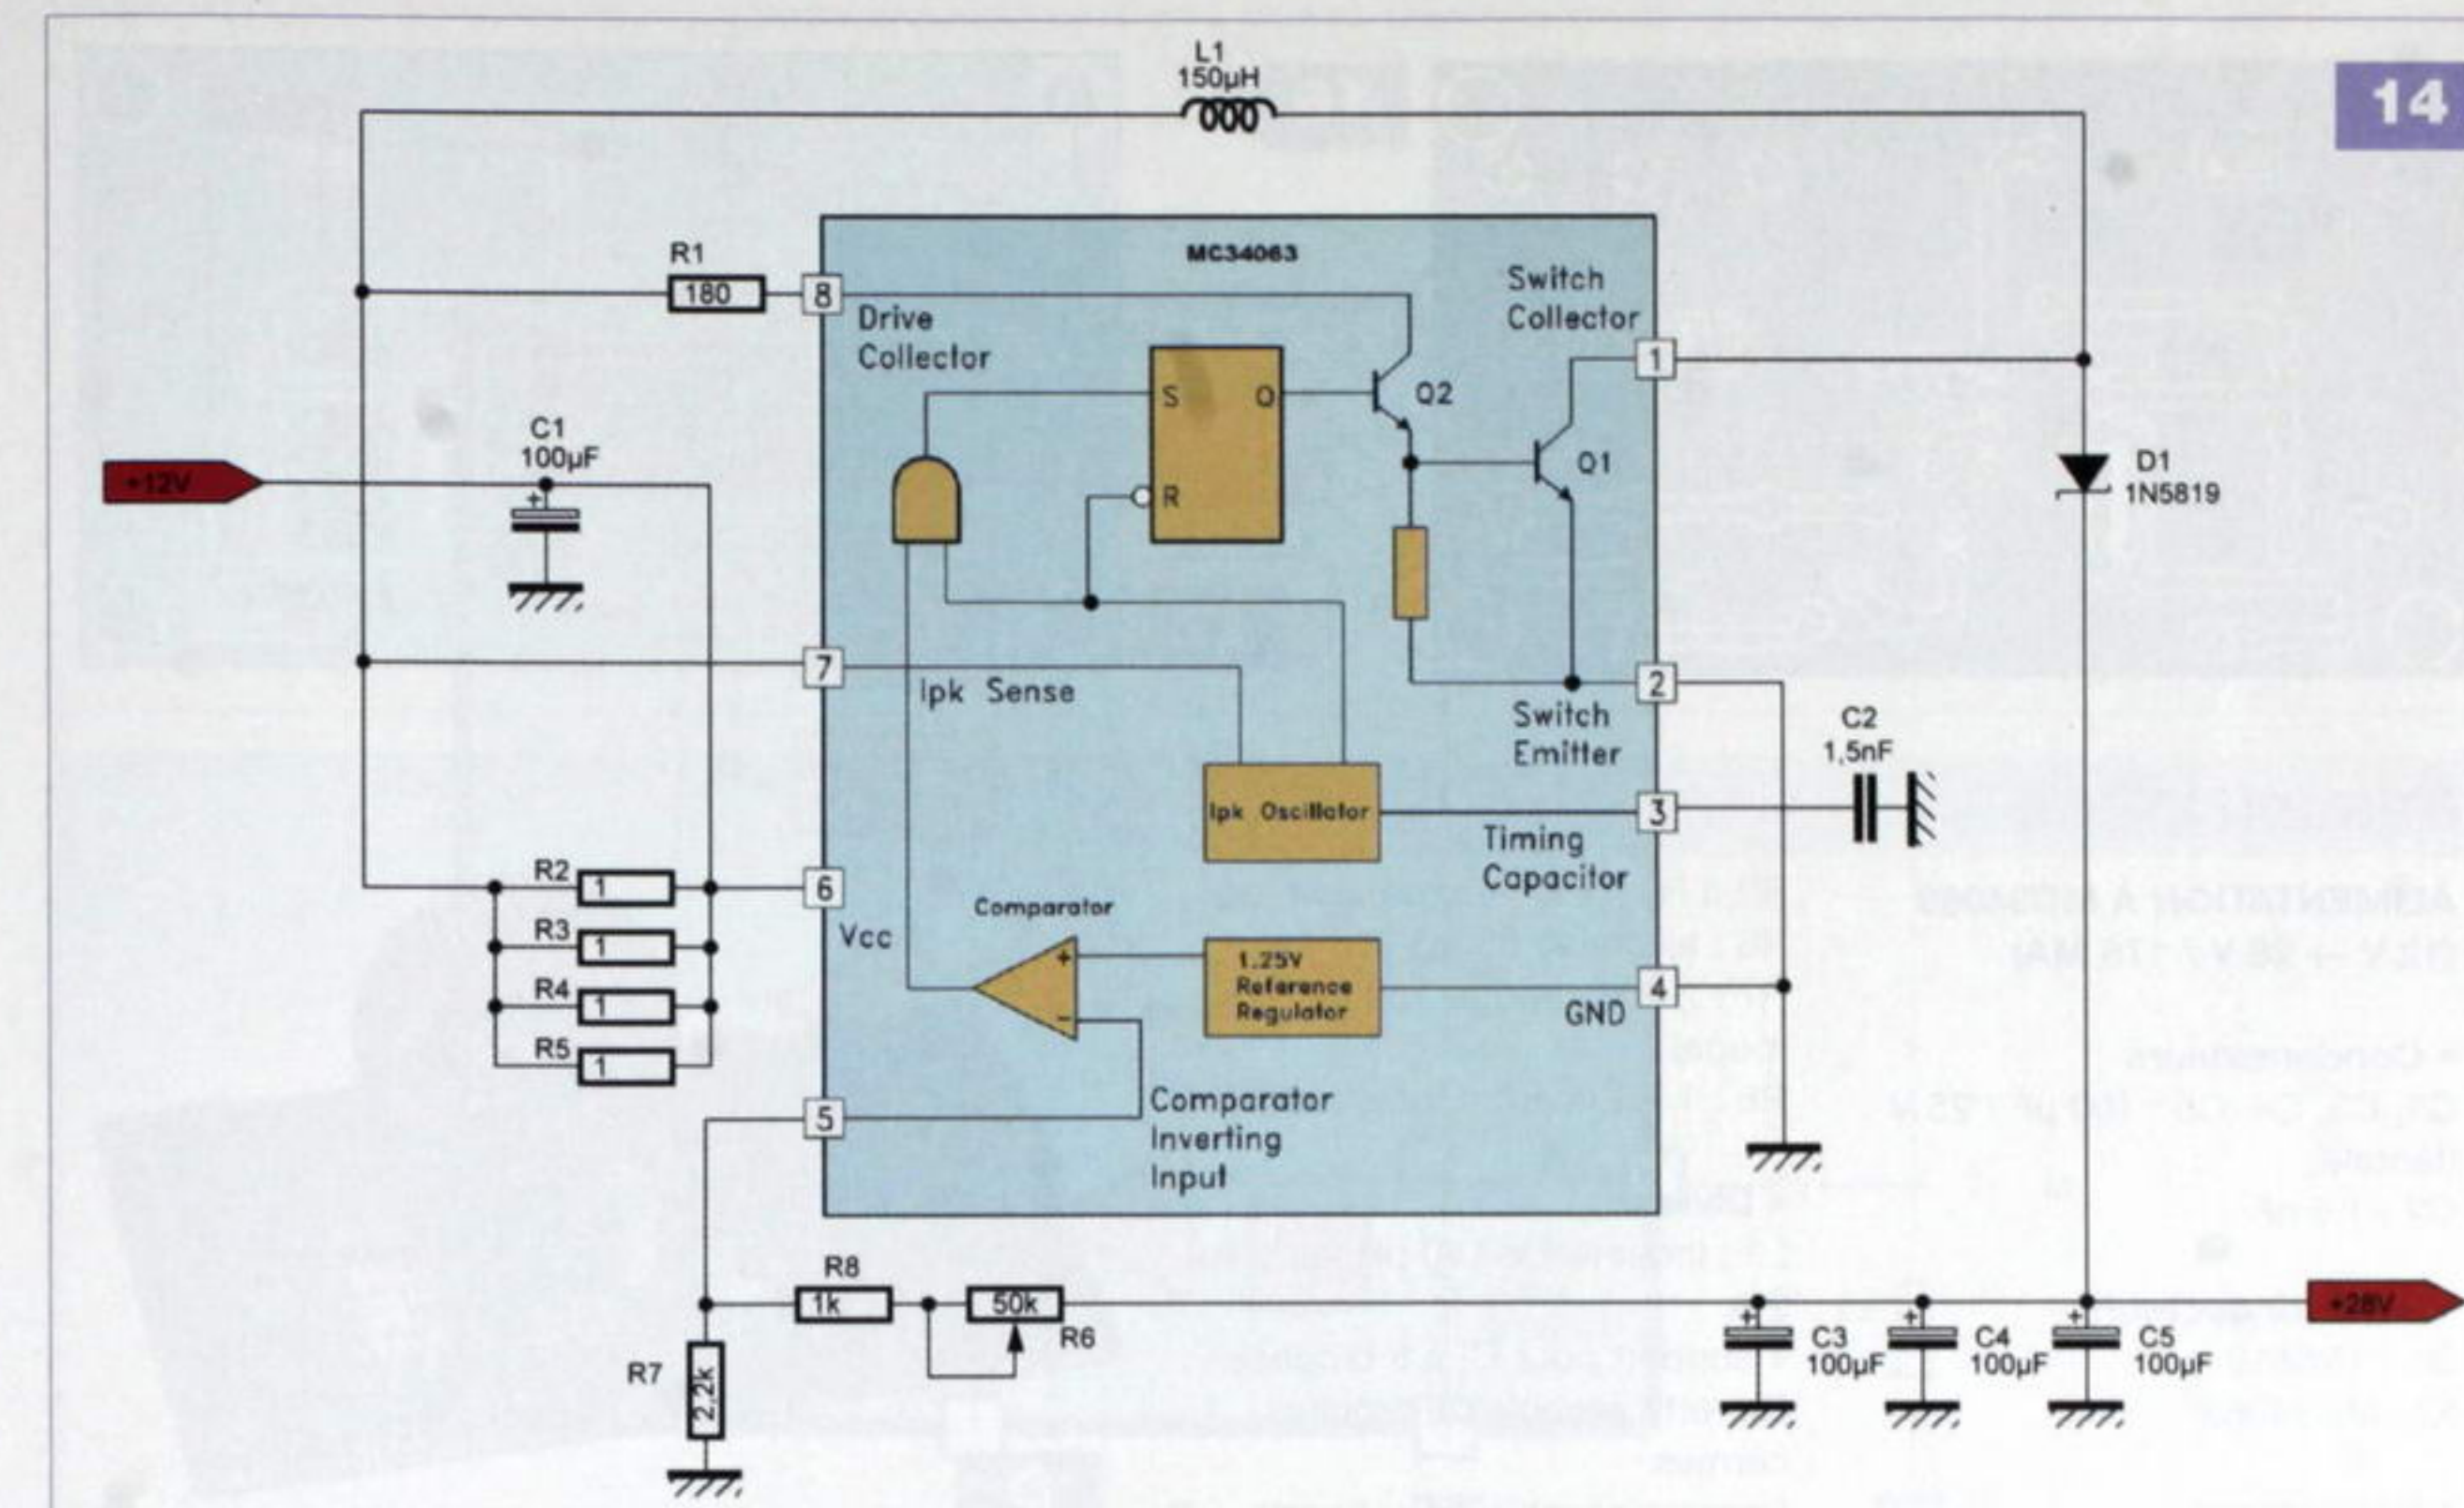 14
L1
150µH
MC34063
R1
180
8
Drive
Collector
Switch
Collector
1
S
Q
R
Q2
Q1
D1
1N5819
+12V
C1
100µF
+
7
Ipk Sense
2
Switch
Emitter
C2
1,5nF
Ipk Oscillator
3
Timing
Capacitor
R2
1
R3
1
R4
1
R5
1
6
Vcc
Comparator
+
-
1.25V
Reference
Regulator
4
GND
5
Comparator
Inverting
Input
R8
1k
50k
R6
R7
2,2k
+28V
+
C3
100µF
+
C4
100µF
+
C5
100µF